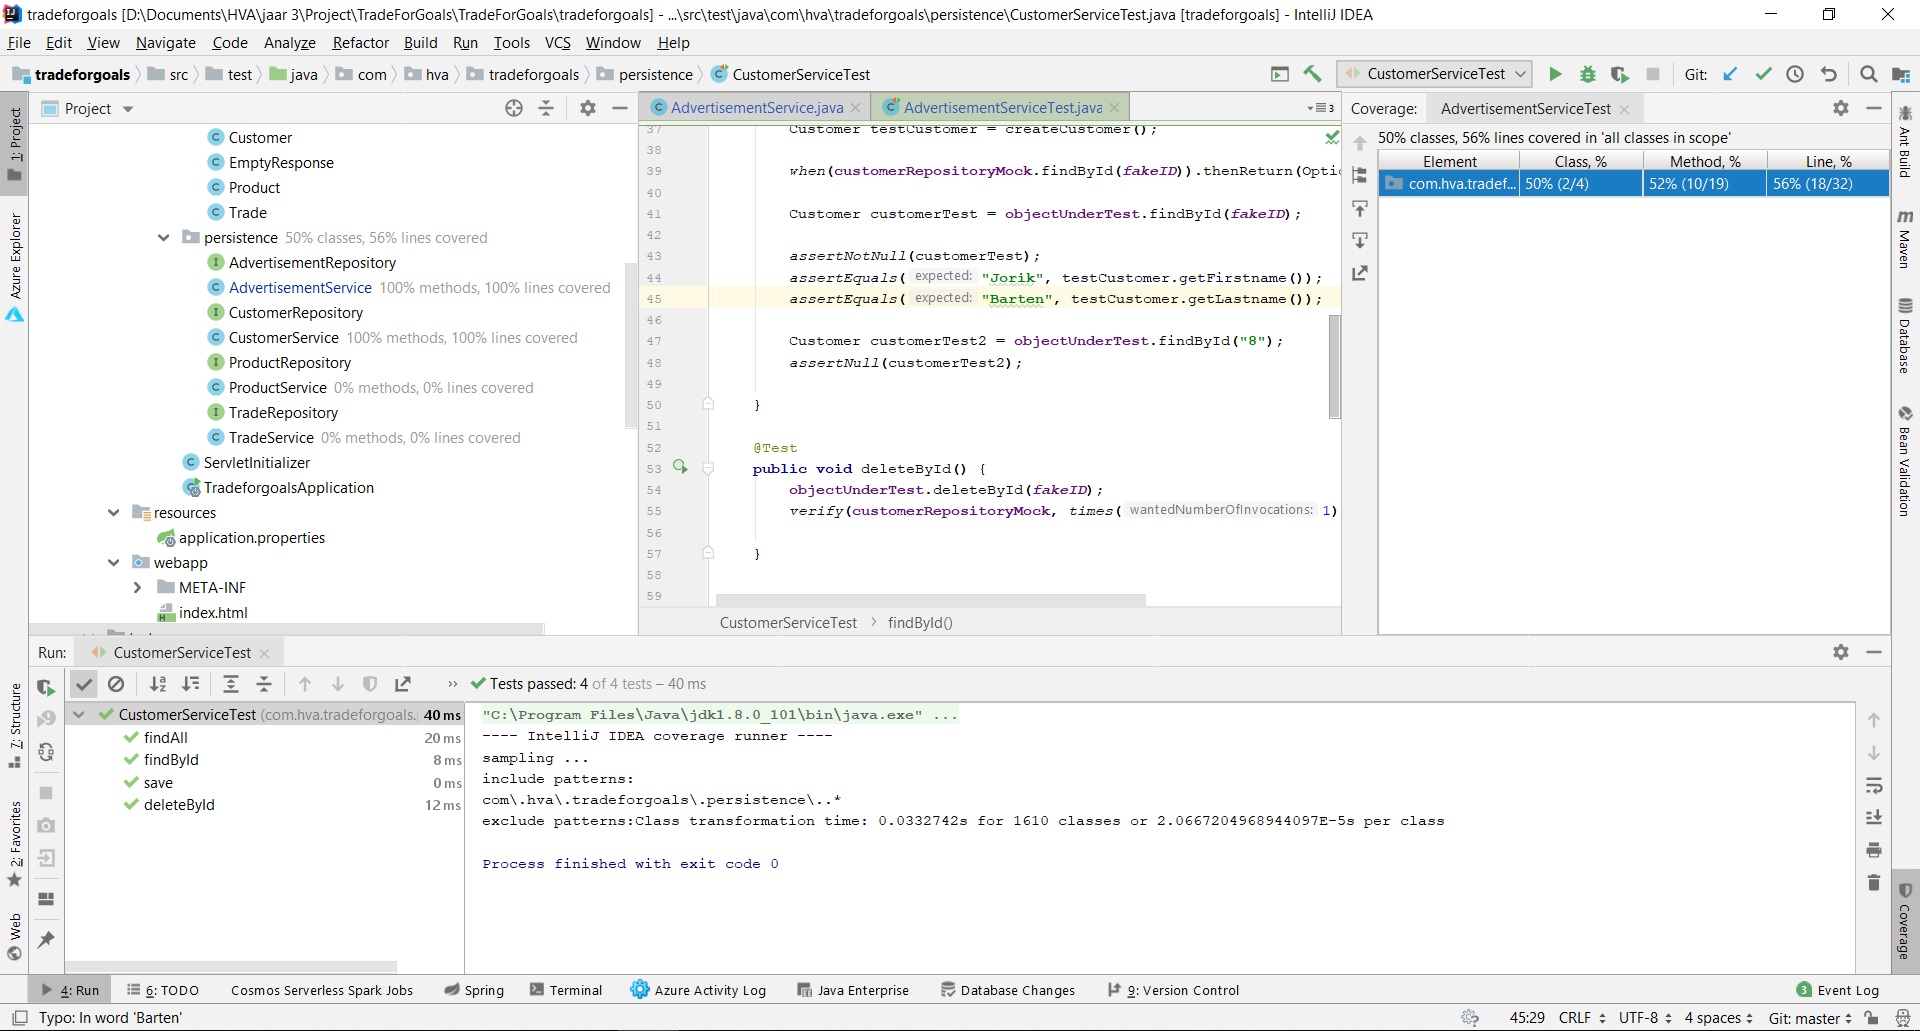 tradeforgoals [D:\Documents\HVA\jaar 3\Project\TradeForGoals\TradeForGoals\tradeforgoals] - ...\src\test\java\com\hva\tradeforgoals\persistence\CustomerServiceTest.java [tradeforgoals] - IntelliJ IDEA
File Edit View Navigate Code Analyze Refactor Build Run Tools VCS Window Help
tradeforgoals src test java com hva tradeforgoals persistence CustomerServiceTest CustomerServiceTest Git:
1: Project
Azure Explorer
7: Structure
2: Favorites
Web
Project
Customer
EmptyResponse
Product
Trade
persistence 50% classes, 56% lines covered
AdvertisementRepository
AdvertisementService 100% methods, 100% lines covered
CustomerRepository
CustomerService 100% methods, 100% lines covered
ProductRepository
ProductService 0% methods, 0% lines covered
TradeRepository
TradeService 0% methods, 0% lines covered
ServletInitializer
TradeforgoalsApplication
resources
application.properties
webapp
META-INF
index.html
AdvertisementService.java AdvertisementServiceTest.java 3
37 Customer testCustomer = createCustomer();
38
39 when(customerRepositoryMock.findById(fakeID)).thenReturn(Optio
40
41 Customer customerTest = objectUnderTest.findById(fakeID);
42
43 assertNotNull(customerTest);
44 assertEquals( expected: "Jorik", testCustomer.getFirstname());
45 assertEquals( expected: "Barten", testCustomer.getLastname());
46
47 Customer customerTest2 = objectUnderTest.findById("8");
48 assertNull(customerTest2);
49
50 }
51
52 @Test
53 public void deleteById() {
54 objectUnderTest.deleteById(fakeID);
55 verify(customerRepositoryMock, times( wantedNumberOfInvocations: 1)
56
57 }
58
59
CustomerServiceTest > findById()
Coverage: AdvertisementServiceTest
50% classes, 56% lines covered in 'all classes in scope'
Element Class, % Method, % Line, %
com.hva.tradef... 50% (2/4) 52% (10/19) 56% (18/32)
Ant Build
Maven
Database
Bean Validation
Coverage
Run: CustomerServiceTest
Tests passed: 4 of 4 tests – 40 ms
CustomerServiceTest (com.hva.tradeforgoals. 40 ms
findAll 20 ms
findById 8 ms
save 0 ms
deleteById 12 ms
"C:\Program Files\Java\jdk1.8.0_101\bin\java.exe" ...
---- IntelliJ IDEA coverage runner ----
sampling ...
include patterns:
com\.hva\.tradeforgoals\.persistence\..*
exclude patterns:Class transformation time: 0.0332742s for 1610 classes or 2.0667204968944097E-5s per class
Process finished with exit code 0
4: Run 6: TODO Cosmos Serverless Spark Jobs Spring Terminal Azure Activity Log Java Enterprise Database Changes 9: Version Control 3 Event Log
Typo: In word 'Barten' 45:29 CRLF UTF-8 4 spaces Git: master